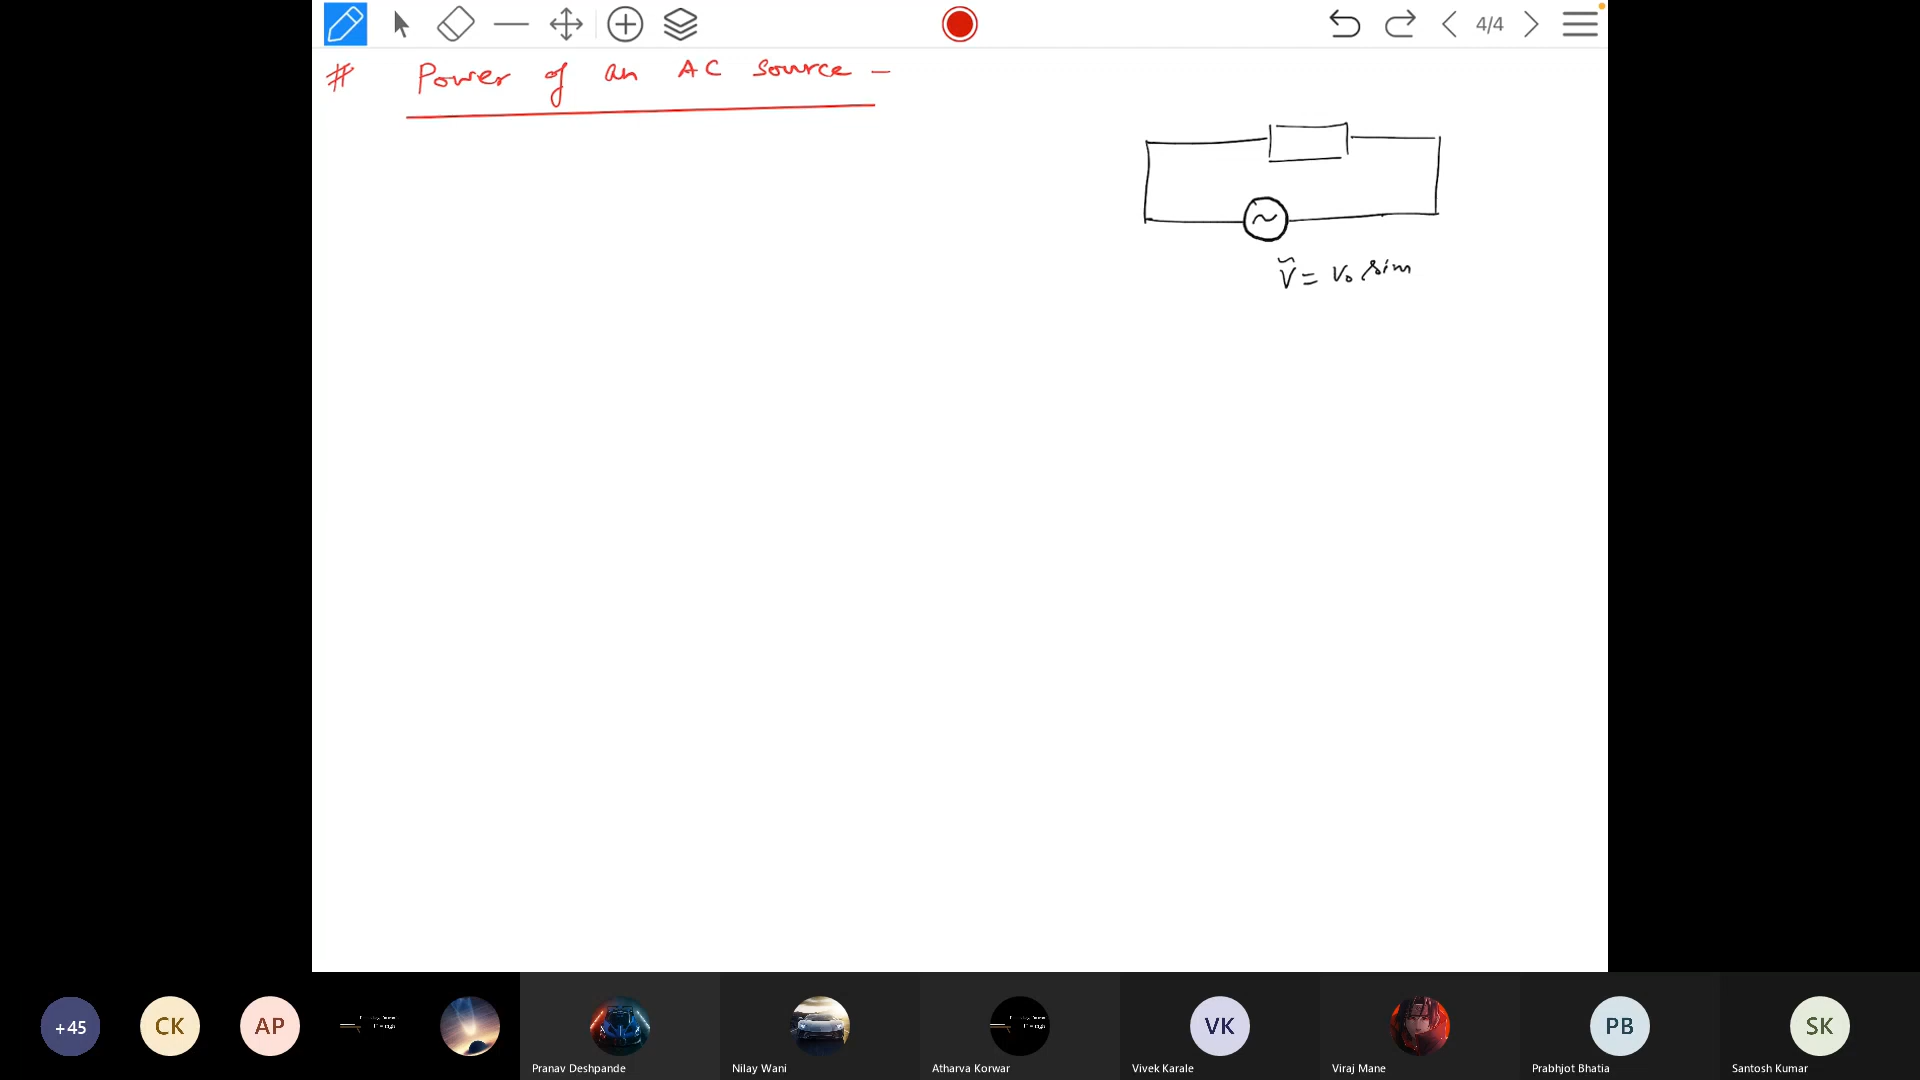 4/4
# Power of an AC source –
~
Ṽ = V₀ sin
+45
CK
AP
VK
PB
SK
Pranav Deshpande
Nilay Wani
Atharva Korwar
Vivek Karale
Viraj Mane
Prabhjot Bhatia
Santosh Kumar